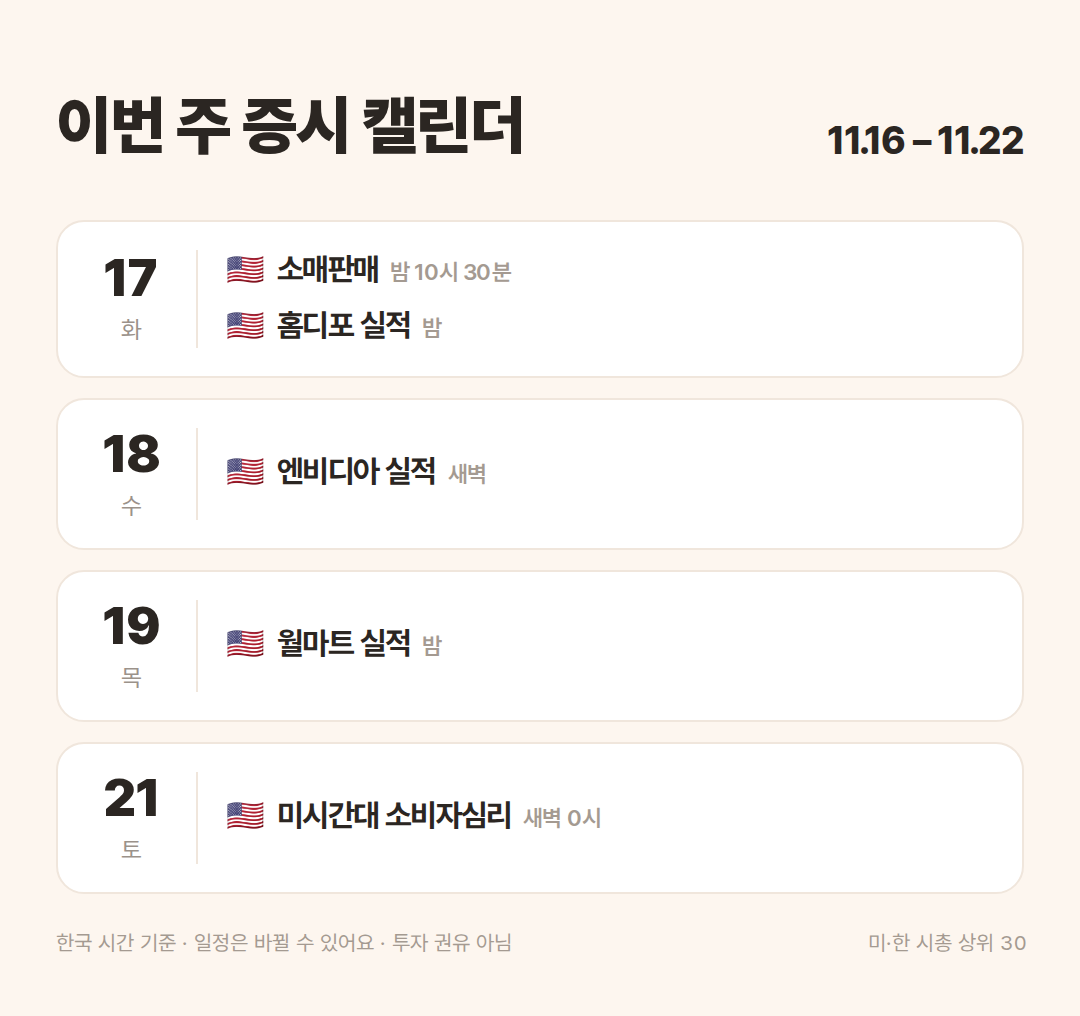 이번 주 증시 캘린더
11.16 – 11.22
17
화
🇺🇸 소매판매 밤 10시 30분
🇺🇸 홈디포 실적 밤
18
수
🇺🇸 엔비디아 실적 새벽
19
목
🇺🇸 월마트 실적 밤
21
토
🇺🇸 미시간대 소비자심리 새벽 0시
한국 시간 기준 · 일정은 바뀔 수 있어요 · 투자 권유 아님
미·한 시총 상위 30